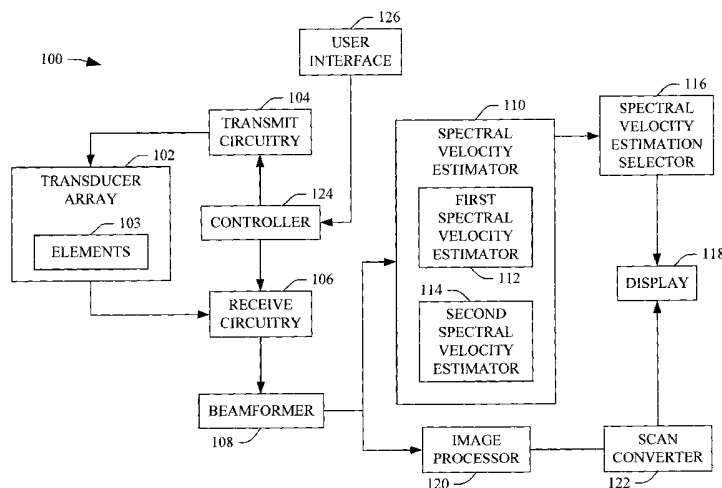 126
USER
INTERFACE
100
104
TRANSMIT
CIRCUITRY
102
TRANSDUCER
ARRAY
103
ELEMENTS
124
CONTROLLER
106
RECEIVE
CIRCUITRY
BEAMFORMER
108
110
SPECTRAL
VELOCITY
ESTIMATOR
FIRST
SPECTRAL
VELOCITY
ESTIMATOR
112
114
SECOND
SPECTRAL
VELOCITY
ESTIMATOR
116
SPECTRAL
VELOCITY
ESTIMATION
SELECTOR
118
DISPLAY
IMAGE
PROCESSOR
120
SCAN
CONVERTER
122